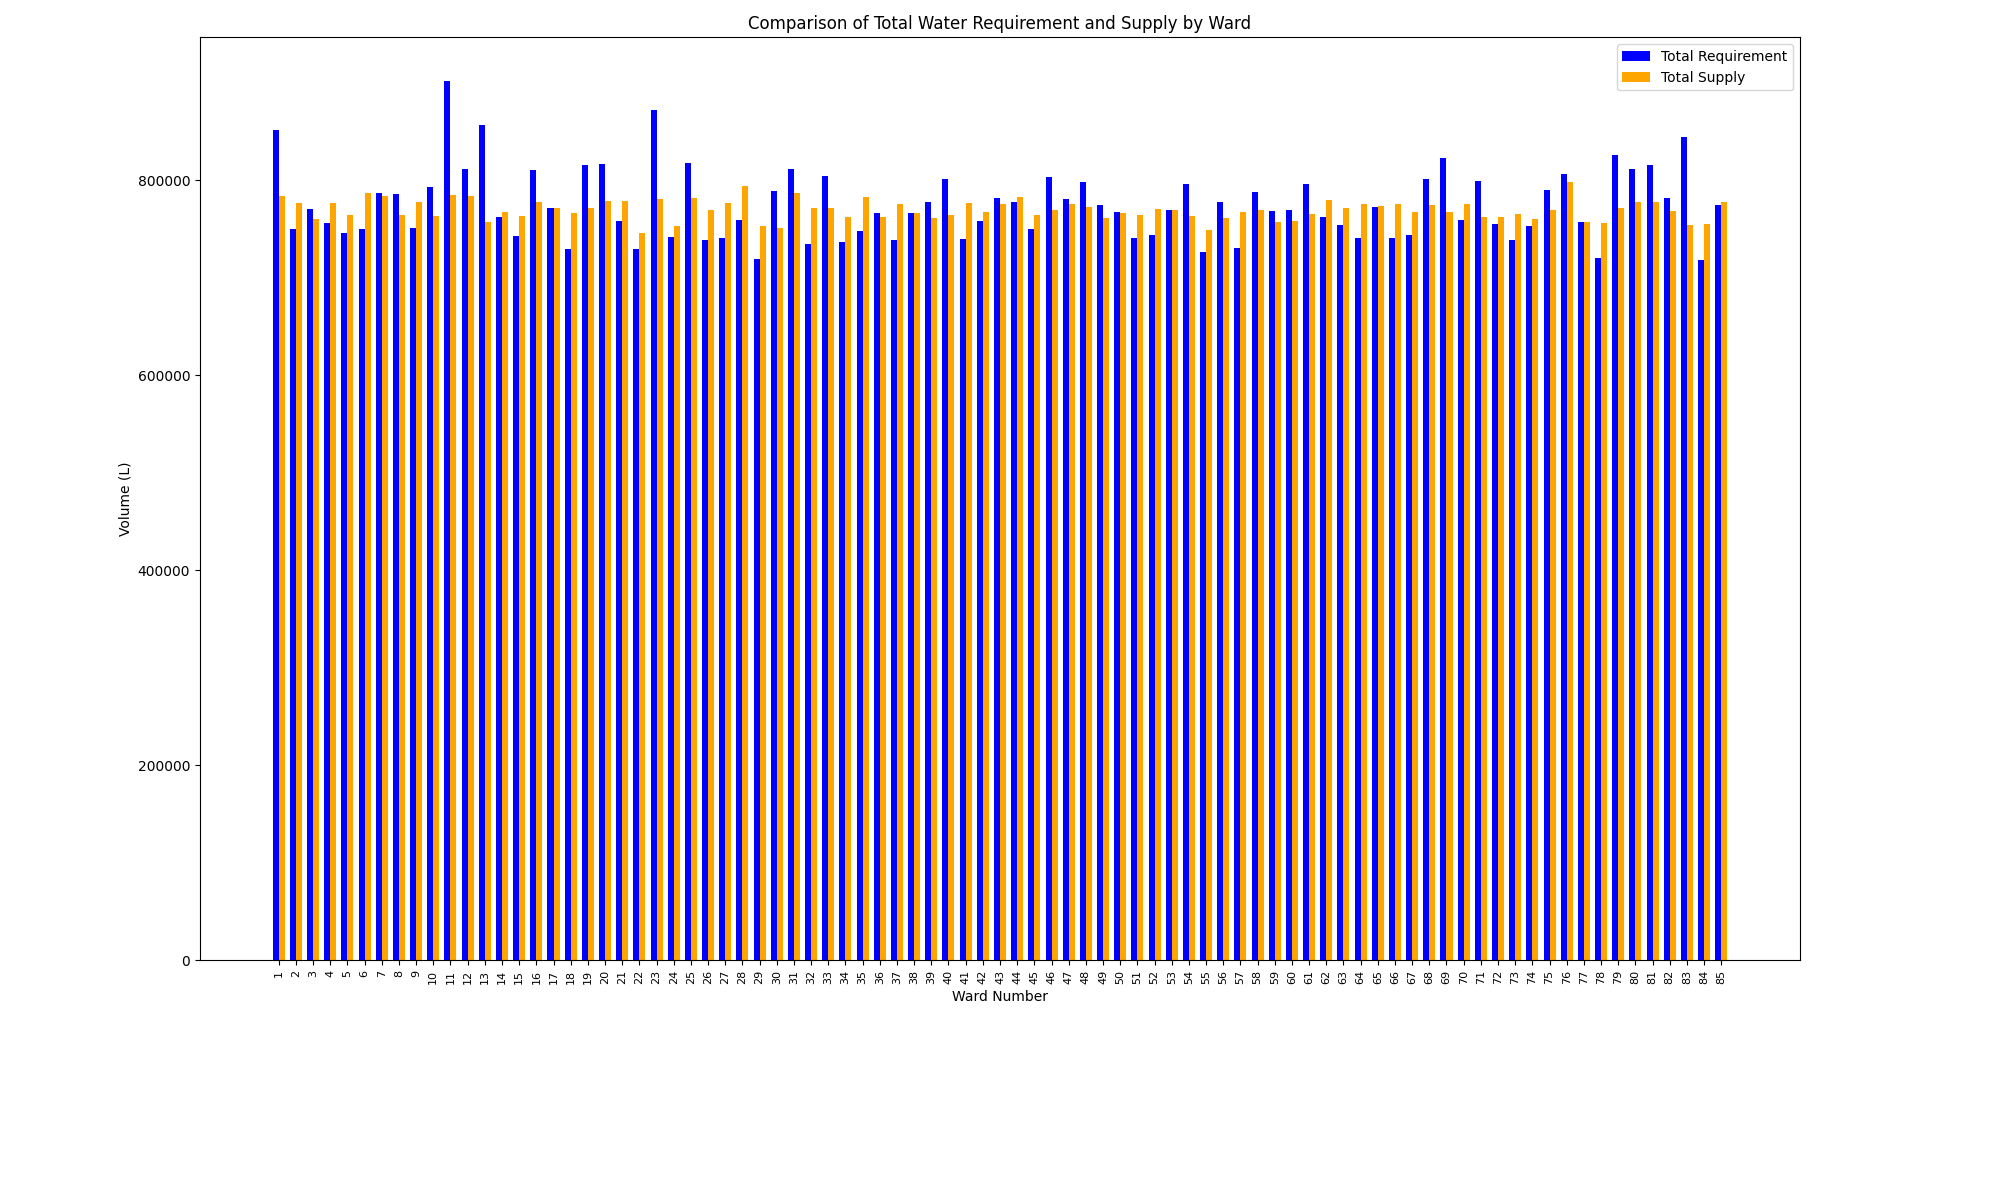 Comparison of Total Water Requirement and Supply by Ward
Total Requirement
Total Supply
800000
600000
400000
200000
0
Volume (L)
1 2 3 4 5 6 7 8 9 10 11 12 13 14 15 16 17 18 19 20 21 22 23 24 25 26 27 28 29 30 31 32 33 34 35 36 37 38 39 40 41 42 43 44 45 46 47 48 49 50 51 52 53 54 55 56 57 58 59 60 61 62 63 64 65 66 67 68 69 70 71 72 73 74 75 76 77 78 79 80 81 82 83 84 85
Ward Number